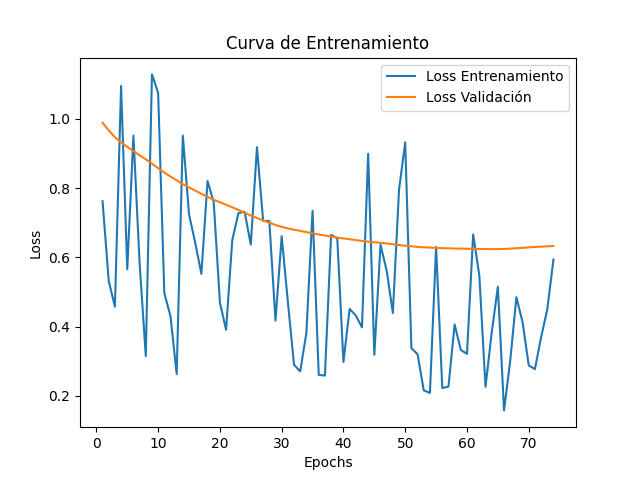 Curva de Entrenamiento
Loss Entrenamiento
Loss Validación
Loss
1.0
0.8
0.6
0.4
0.2
0 10 20 30 40 50 60 70
Epochs